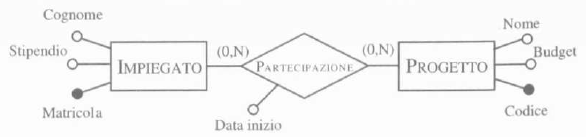 Cognome
Nome
Stipendio
(0,N)
(0,N)
Budget
IMPIEGATO
PARTECIPAZIONE
PROGETTO
Matricola
Codice
Data inizio